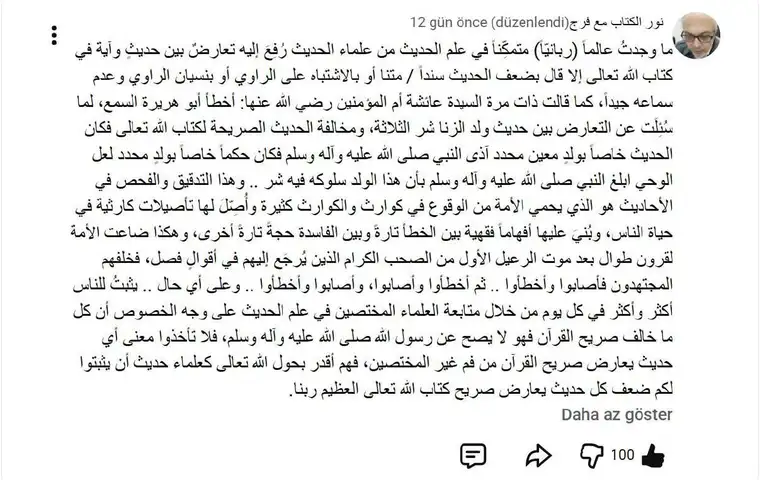 نور الكتاب مع فرج 12 gün önce (düzenlendi)
ما وجدتُ عالماً (ربانيّاً) متمكِّناً في علم الحديث من علماء الحديث رُفِعَ إليه تعارضٌ بين حديثٍ وآية في
كتاب الله تعالى إلا قال بضعف الحديث سنداً / متنا أو بالاشتباه على الراوي أو بنسيان الراوي وعدم
سماعه جيداً، كما قالت ذات مرة السيدة عائشة أم المؤمنين رضي الله عنها: أخطأ أبو هريرة السمع، لما
سُئِلَت عن التعارض بين حديث ولد الزنا شر الثلاثة، ومخالفة الحديث الصريحة لكتاب الله تعالى فكان
الحديث خاصاً بولدٍ معين محدد آذى النبي صلى الله عليه وآله وسلم فكان حكماً خاصاً بولدٍ محدد لعل
الوحي ابلغ النبي صلى الله عليه وآله وسلم بأن هذا الولد سلوكه فيه شر .. وهذا التدقيق والفحص في
الأحاديث هو الذي يحمي الأمة من الوقوع في كوارث والكوارث كثيرة وأُصِّلَ لها تأصيلات كارثية في
حياة الناس، وبُنيَ عليها أفهاماً فقهية بين الخطأ تارةً وبين الفاسدة حجةً تارةً أخرى، وهكذا ضاعت الأمة
لقرون طوال بعد موت الرعيل الأول من الصحب الكرام الذين يُرجَع إليهم في أقوالٍ فصل، فخلفهم
المجتهدون فأصابوا وأخطأوا .. ثم أخطأوا وأصابوا، وأصابوا وأخطأوا .. وعلى أي حال .. يثبتُ للناس
أكثر وأكثر في كل يوم من خلال متابعة العلماء المختصين في علم الحديث على وجه الخصوص أن كل
ما خالف صريح القرآن فهو لا يصح عن رسول الله صلى الله عليه وآله وسلم، فلا تأخذوا معنى أي
حديث يعارض صريح القرآن من فم غير المختصين، فهم أقدر بحول الله تعالى كعلماء حديث أن يثبتوا
لكم ضعف كل حديث يعارض صريح كتاب الله تعالى العظيم ربنا.
Daha az göster
100